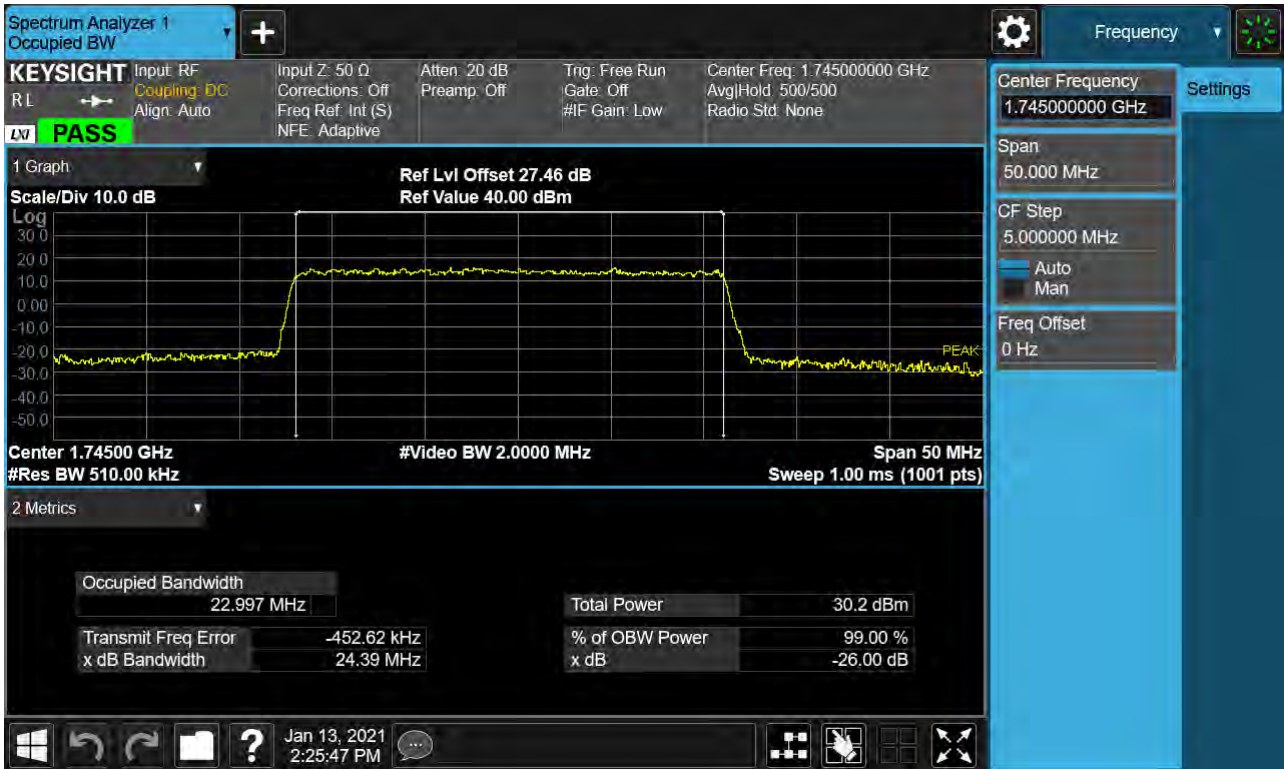 Spectrum Analyzer 1
Occupied BW
+
Frequency
KEYSIGHT
R L
LXI
PASS
Input: RF
Coupling: DC
Align: Auto
Input Z: 50 Ω
Corrections: Off
Freq Ref: Int (S)
NFE: Adaptive
Atten: 20 dB
Preamp: Off
Trig: Free Run
Gate: Off
#IF Gain: Low
Center Freq: 1.745000000 GHz
Avg|Hold: 500/500
Radio Std: None
1 Graph
Scale/Div 10.0 dB
Ref Lvl Offset 27.46 dB
Ref Value 40.00 dBm
Log
30.0
20.0
10.0
0.00
-10.0
-20.0
-30.0
-40.0
-50.0
PEAK
Center 1.74500 GHz
#Res BW 510.00 kHz
#Video BW 2.0000 MHz
Span 50 MHz
Sweep 1.00 ms (1001 pts)
2 Metrics
Occupied Bandwidth
22.997 MHz
Transmit Freq Error -452.62 kHz
x dB Bandwidth 24.39 MHz
Total Power 30.2 dBm
% of OBW Power 99.00 %
x dB -26.00 dB
Center Frequency
1.745000000 GHz
Settings
Span
50.000 MHz
CF Step
5.000000 MHz
Auto
Man
Freq Offset
0 Hz
?
Jan 13, 2021
2:25:47 PM